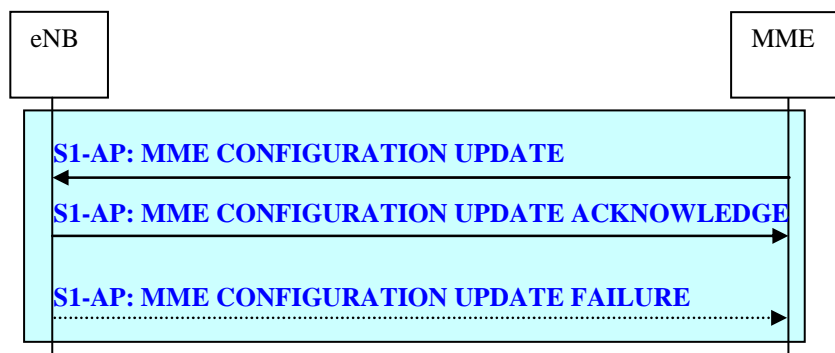 eNB
MME
S1-AP: MME CONFIGURATION UPDATE
S1-AP: MME CONFIGURATION UPDATE ACKNOWLEDGE
S1-AP: MME CONFIGURATION UPDATE FAILURE